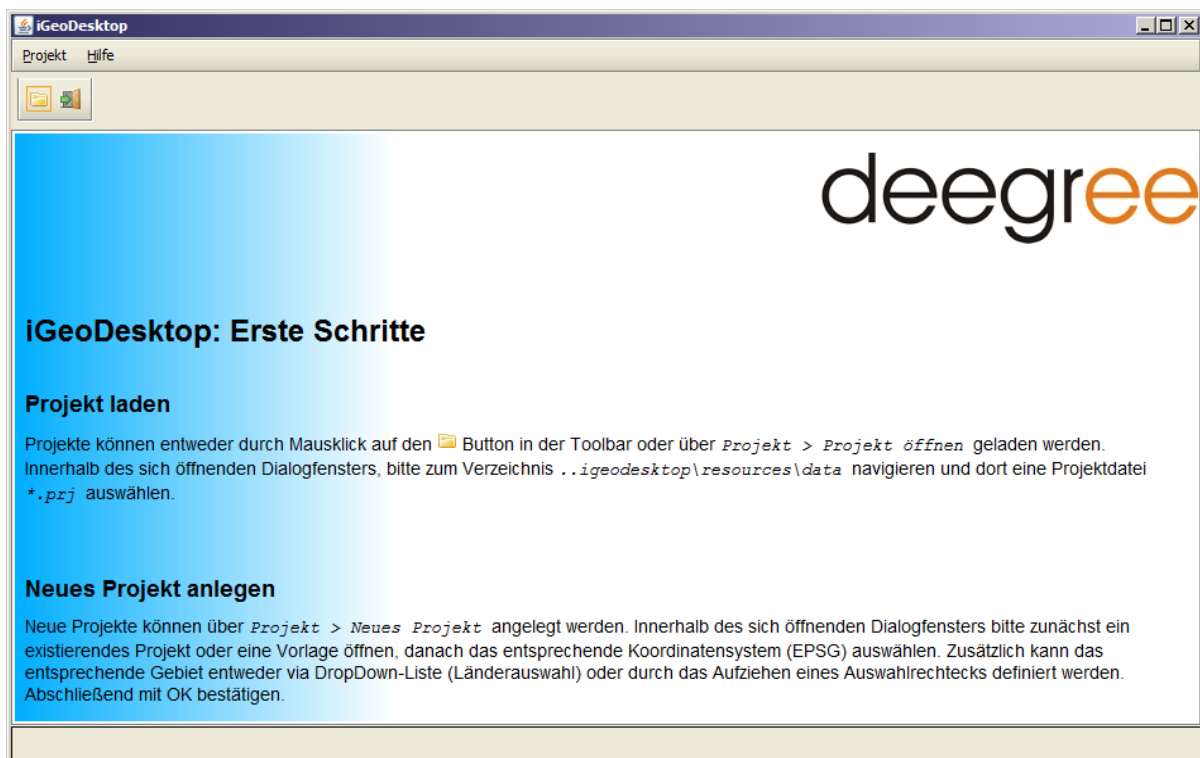 iGeoDesktop
Projekt Hilfe
deegree
iGeoDesktop: Erste Schritte
Projekt laden
Projekte können entweder durch Mausklick auf den Button in der Toolbar oder über Projekt > Projekt öffnen geladen werden.
Innerhalb des sich öffnenden Dialogfensters, bitte zum Verzeichnis ..igeodesktop\resources\data navigieren und dort eine Projektdatei
*.prj auswählen.
Neues Projekt anlegen
Neue Projekte können über Projekt > Neues Projekt angelegt werden. Innerhalb des sich öffnenden Dialogfensters bitte zunächst ein
existierendes Projekt oder eine Vorlage öffnen, danach das entsprechende Koordinatensystem (EPSG) auswählen. Zusätzlich kann das
entsprechende Gebiet entweder via DropDown-Liste (Länderauswahl) oder durch das Aufziehen eines Auswahlrechtecks definiert werden.
Abschließend mit OK bestätigen.